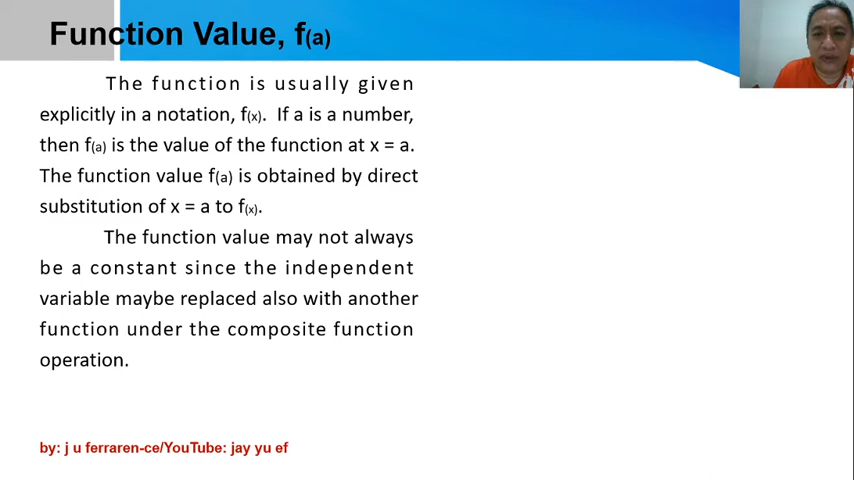 Function Value, f(a)
The function is usually given
explicitly in a notation, f(x). If a is a number,
then f(a) is the value of the function at x = a.
The function value f(a) is obtained by direct
substitution of x = a to f(x).
The function value may not always
be a constant since the independent
variable maybe replaced also with another
function under the composite function
operation.
by: j u ferraren-ce/YouTube: jay yu ef